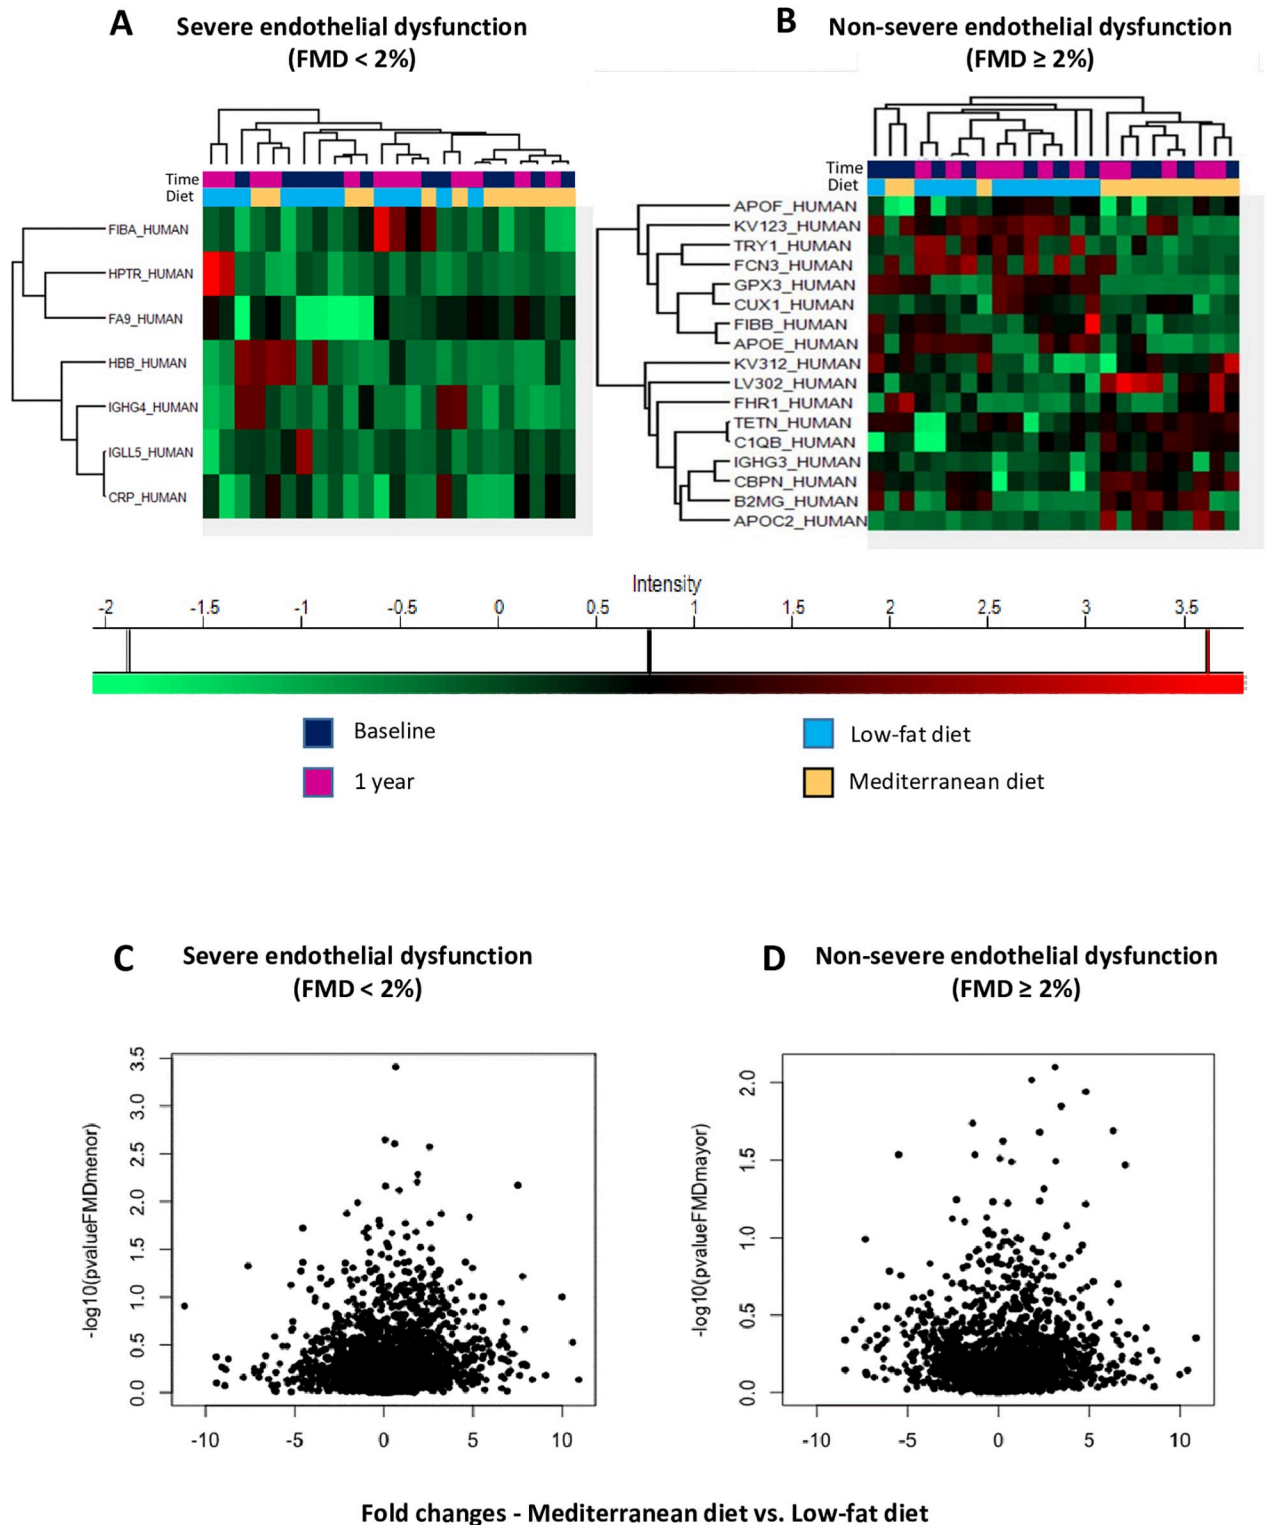 A
Severe endothelial dysfunction
(FMD < 2%)
B
Non-severe endothelial dysfunction
(FMD ≥ 2%)
Time
Diet
FIBA_HUMAN
HPTR_HUMAN
FA9_HUMAN
HBB_HUMAN
IGHG4_HUMAN
IGLL5_HUMAN
CRP_HUMAN
Time
Diet
APOF_HUMAN
KV123_HUMAN
TRY1_HUMAN
FCN3_HUMAN
GPX3_HUMAN
CUX1_HUMAN
FIBB_HUMAN
APOE_HUMAN
KV312_HUMAN
LV302_HUMAN
FHR1_HUMAN
TETN_HUMAN
C1QB_HUMAN
IGHG3_HUMAN
CBPN_HUMAN
B2MG_HUMAN
APOC2_HUMAN
Intensity
-2 -1.5 -1 -0.5 0 0.5 1 1.5 2 2.5 3 3.5
Baseline
Low-fat diet
1 year
Mediterranean diet
C
Severe endothelial dysfunction
(FMD < 2%)
D
Non-severe endothelial dysfunction
(FMD ≥ 2%)
-log10(pvalueFMDmenor)
3.5
3.0
2.5
2.0
1.5
1.0
0.5
0.0
-10 -5 0 5 10
-log10(pvalueFMDmayor)
2.0
1.5
1.0
0.5
0.0
-10 -5 0 5 10
Fold changes - Mediterranean diet vs. Low-fat diet